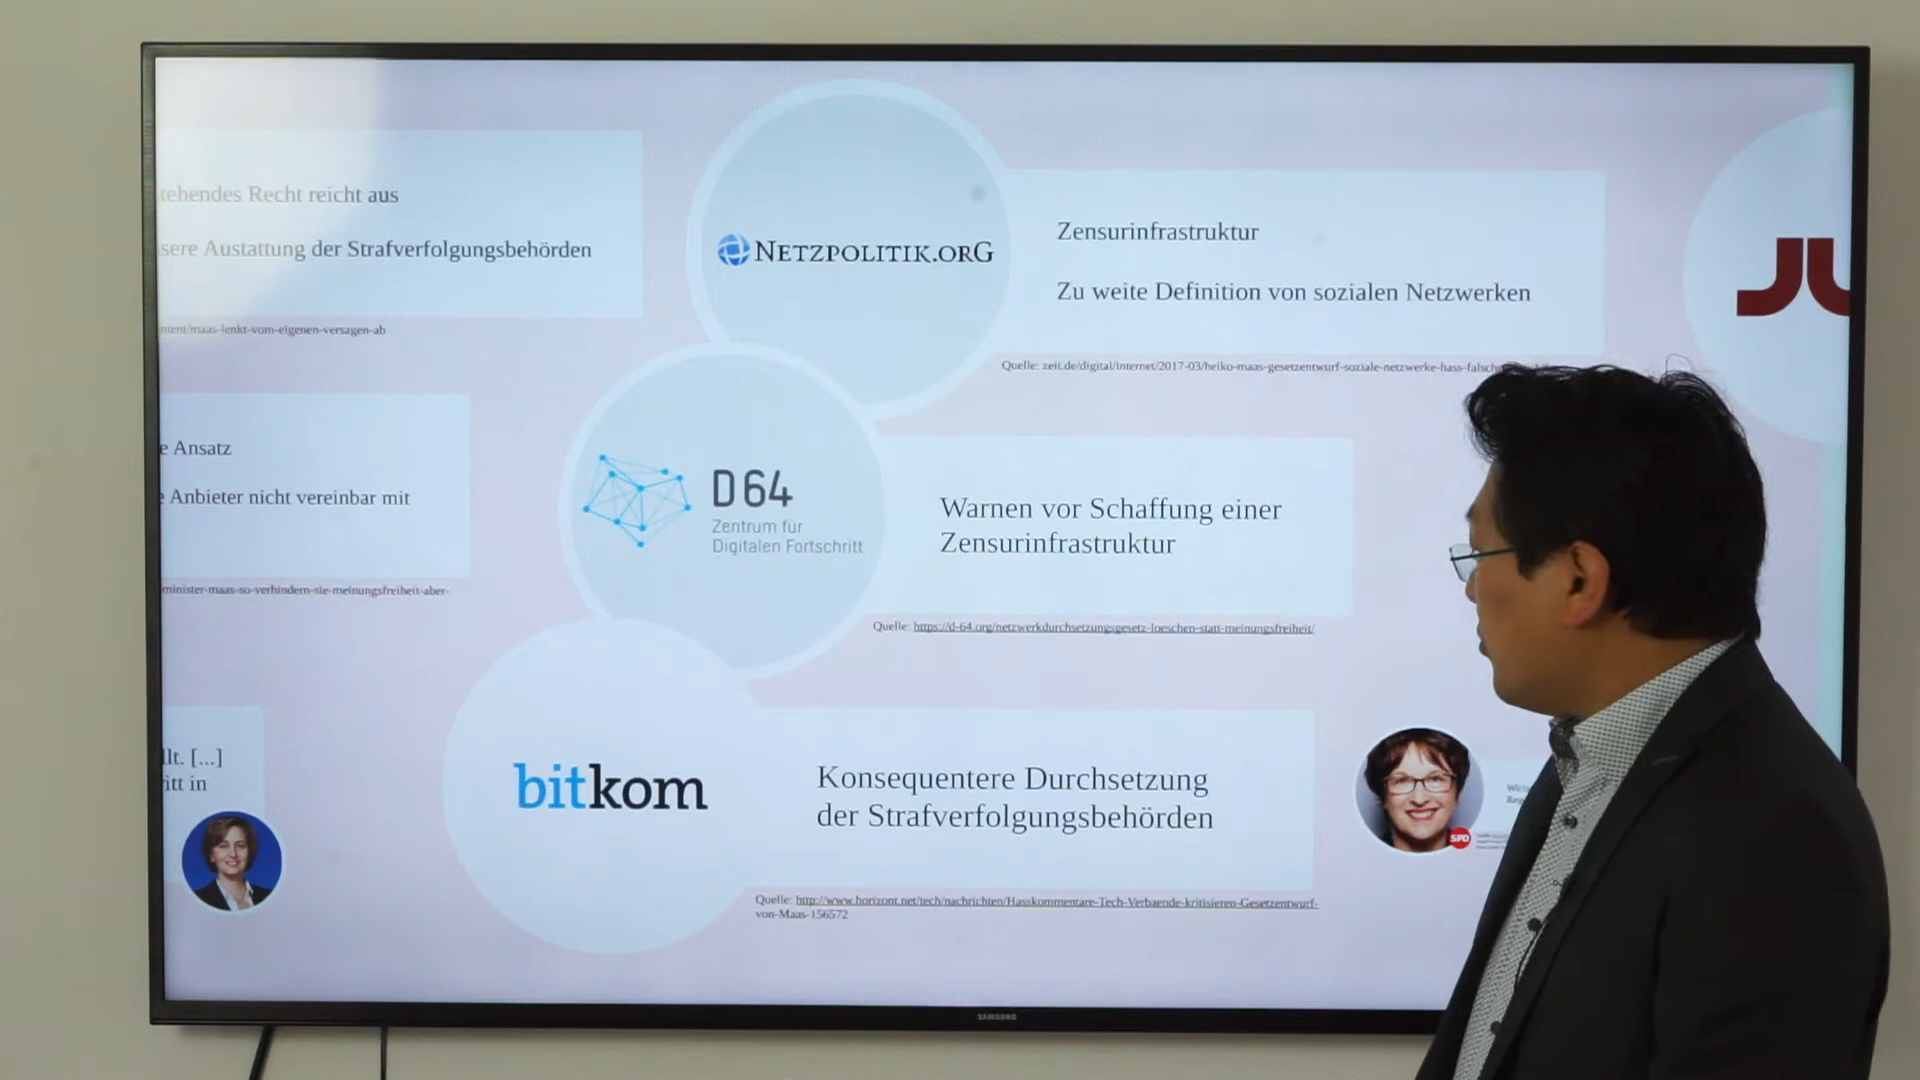 tehendes Recht reicht aus
sere Austattung der Strafverfolgungsbehörden
ntent/maas-lenkt-vom-eigenen-versagen-ab
NETZPOLITIK.ORG
Zensurinfrastruktur
Zu weite Definition von sozialen Netzwerken
Quelle: zeit.de/digital/internet/2017-03/heiko-maas-gesetzentwurf-soziale-netzwerke-hass-falsch
JU
e Ansatz
e Anbieter nicht vereinbar mit
minister-maas-so-verhindern-sie-meinungsfreiheit-aber-
D64
Zentrum für
Digitalen Fortschritt
Warnen vor Schaffung einer
Zensurinfrastruktur
Quelle: https://d-64.org/netzwerkdurchsetzungsgesetz-loeschen-statt-meinungsfreiheit/
llt. [...]
itt in
bitkom
Konsequentere Durchsetzung
der Strafverfolgungsbehörden
Quelle: http://www.horizont.net/tech/nachrichten/Hasskommentare-Tech-Verbaende-kritisieren-Gesetzentwurf-
von-Maas-156572
SPD
SAMSUNG